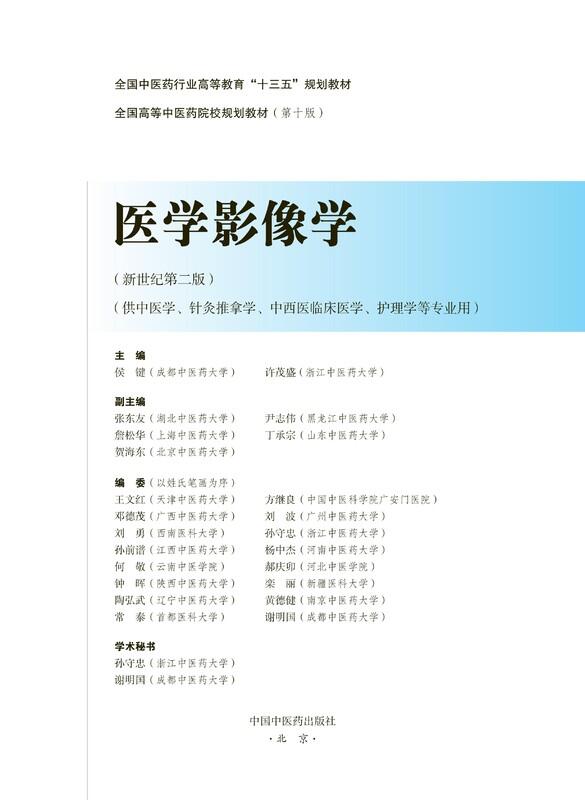 全国中医药行业高等教育“十三五”规划教材
全国高等中医药院校规划教材（第十版）
医学影像学
（新世纪第二版）
（供中医学、针灸推拿学、中西医临床医学、护理学等专业用）
主 编
侯 键（成都中医药大学） 许茂盛（浙江中医药大学）
副主编
张东友（湖北中医药大学） 尹志伟（黑龙江中医药大学）
詹松华（上海中医药大学） 丁承宗（山东中医药大学）
贺海东（北京中医药大学）
编 委（以姓氏笔画为序）
王文红（天津中医药大学） 方继良（中国中医科学院广安门医院）
邓德茂（广西中医药大学） 刘 波（广州中医药大学）
刘 勇（西南医科大学） 孙守忠（浙江中医药大学）
孙前谱（江西中医药大学） 杨中杰（河南中医药大学）
何 敬（云南中医学院） 郝庆卯（河北中医学院）
钟 晖（陕西中医药大学） 栾 丽（新疆医科大学）
陶弘武（辽宁中医药大学） 黄德健（南京中医药大学）
常 泰（首都医科大学） 谢明国（成都中医药大学）
学术秘书
孙守忠（浙江中医药大学）
谢明国（成都中医药大学）
中国中医药出版社
·北 京·